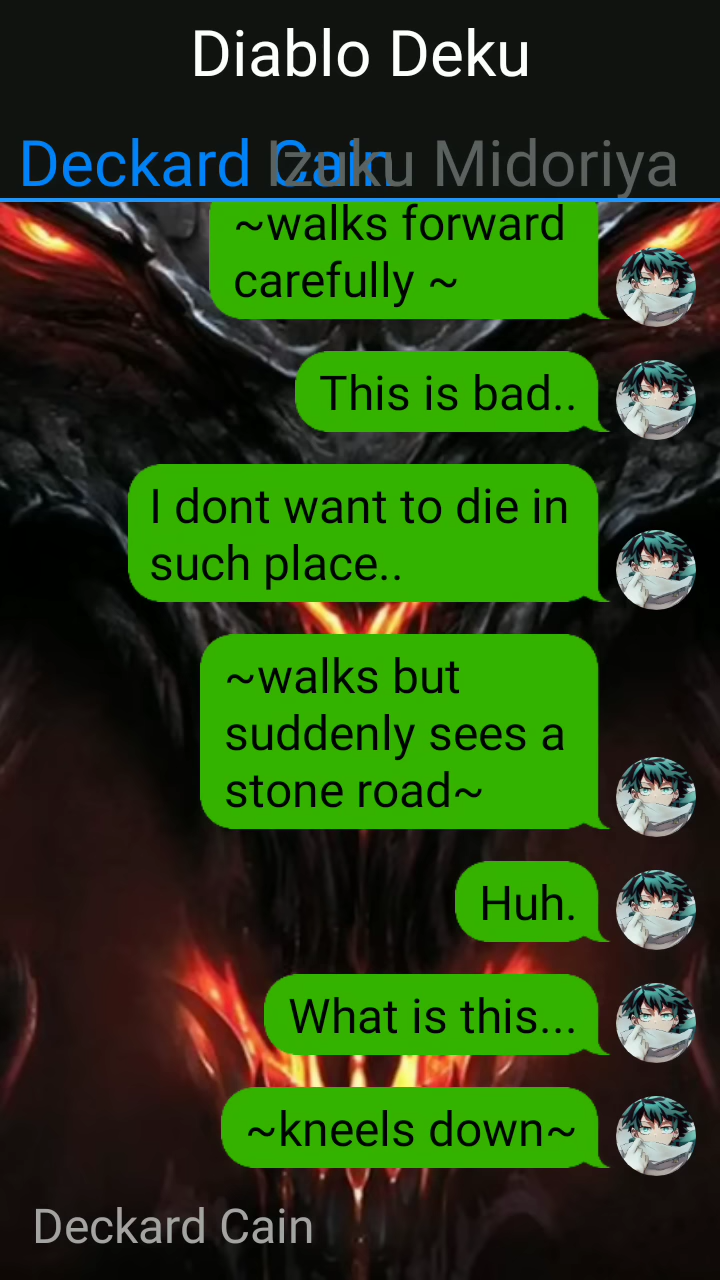 Diablo Deku
Deckard Cain Izuku Midoriya
~walks forward
carefully ~
This is bad..
I dont want to die in
such place..
~walks but
suddenly sees a
stone road~
Huh.
What is this...
~kneels down~
Deckard Cain